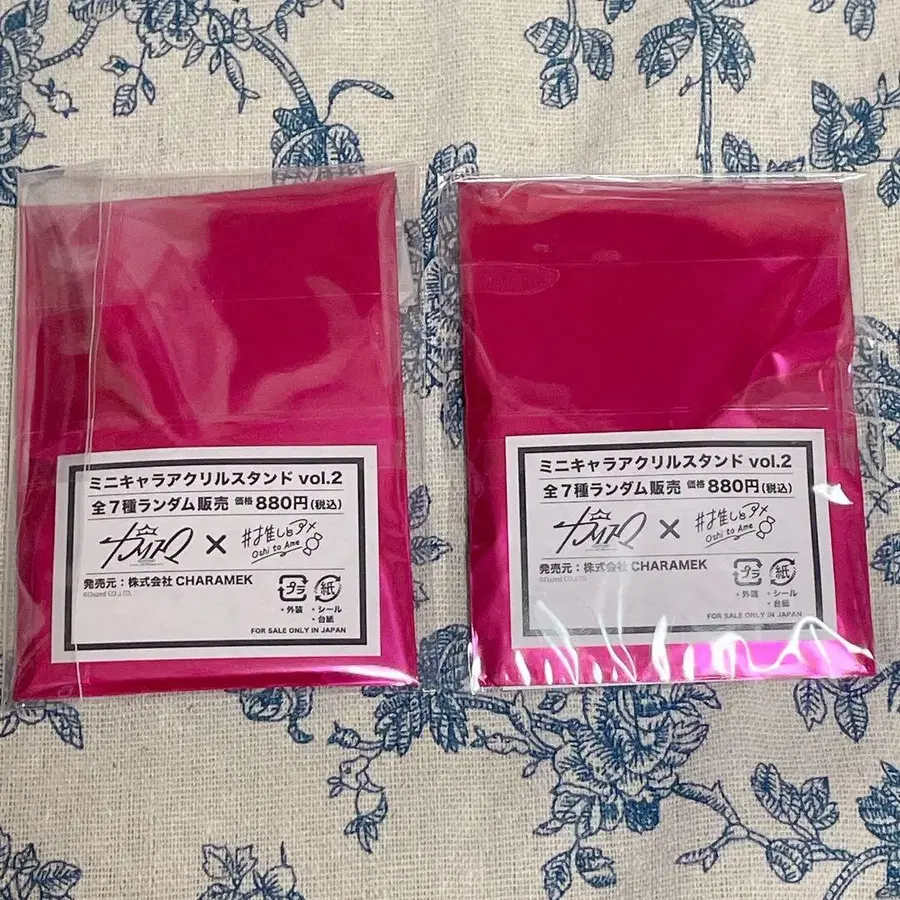 ミニキャラアクリルスタンド vol.2
全7種ランダム販売 価格 880円(税込)
× #推しとアメ
Oshi to Ame
発売元：株式会社 CHARAMEK
プラ 紙
・外装 ・シール
・台紙
FOR SALE ONLY IN JAPAN
ミニキャラアクリルスタンド vol.2
全7種ランダム販売 価格 880円(税込)
× #推しとアメ
Oshi to Ame
発売元：株式会社 CHARAMEK
プラ 紙
・外装 ・シール
・台紙
FOR SALE ONLY IN JAPAN